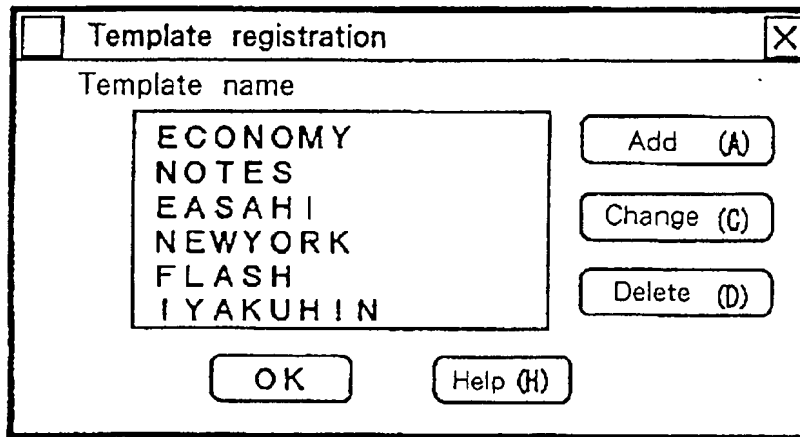 Template registration
Template name
ECONOMY
NOTES
EASAHI
NEWYORK
FLASH
IYAKUHIN
Add (A)
Change (C)
Delete (D)
OK
Help (H)